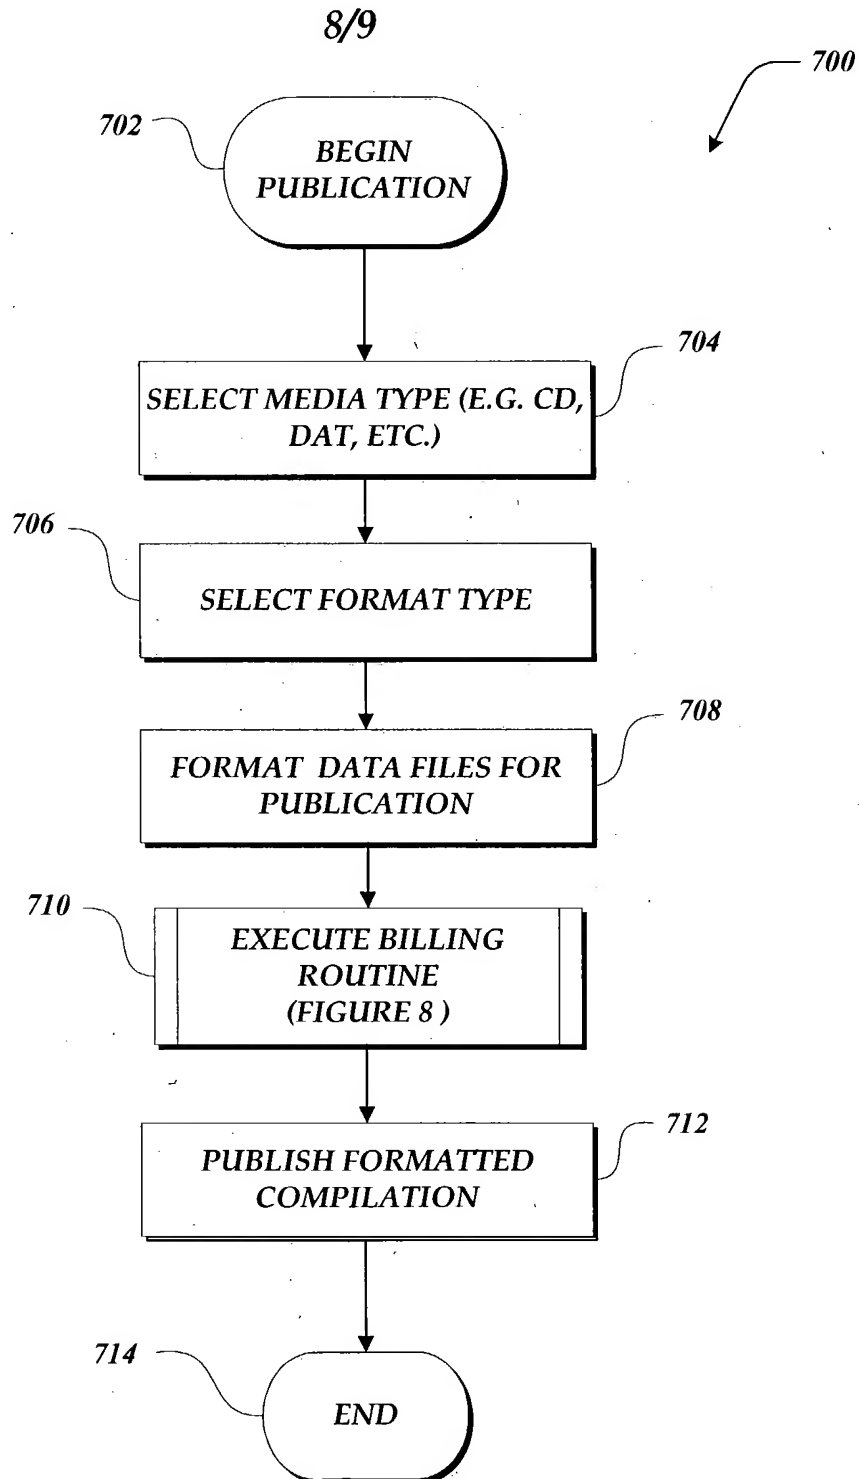 8/9
700
702
BEGIN
PUBLICATION
704
SELECT MEDIA TYPE (E.G. CD,
DAT, ETC.)
706
SELECT FORMAT TYPE
708
FORMAT DATA FILES FOR
PUBLICATION
710
EXECUTE BILLING
ROUTINE
(FIGURE 8 )
712
PUBLISH FORMATTED
COMPILATION
714
END